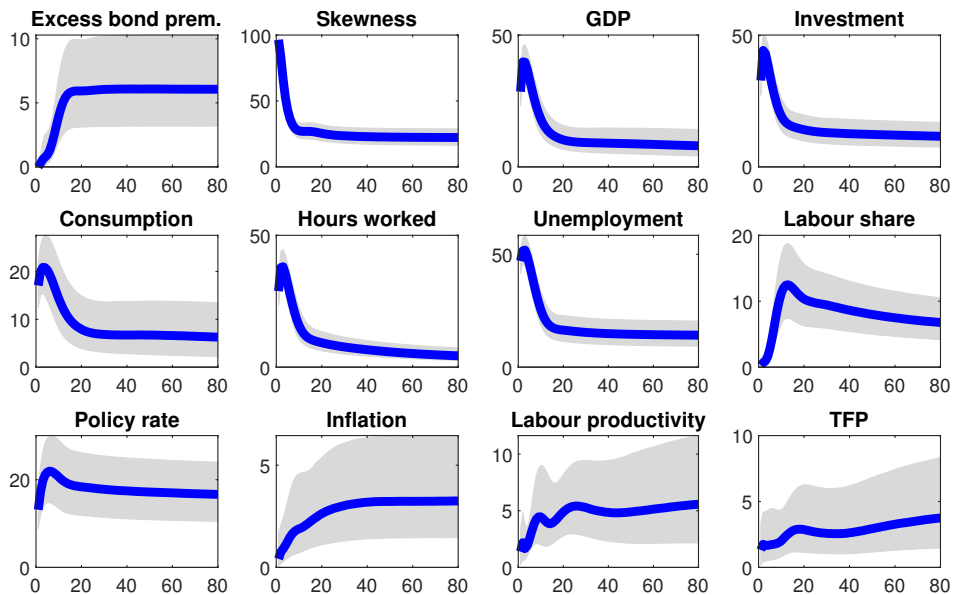 Excess bond prem.
Skewness
GDP
Investment
10
5
0
0 20 40 60 80
100
50
0
0 20 40 60 80
50
0
0 20 40 60 80
50
0
0 20 40 60 80
Consumption
Hours worked
Unemployment
Labour share
20
10
0
0 20 40 60 80
50
0
0 20 40 60 80
50
0
0 20 40 60 80
20
10
0
0 20 40 60 80
Policy rate
Inflation
Labour productivity
TFP
20
0
0 20 40 60 80
5
0
0 20 40 60 80
10
5
0
0 20 40 60 80
10
5
0
0 20 40 60 80